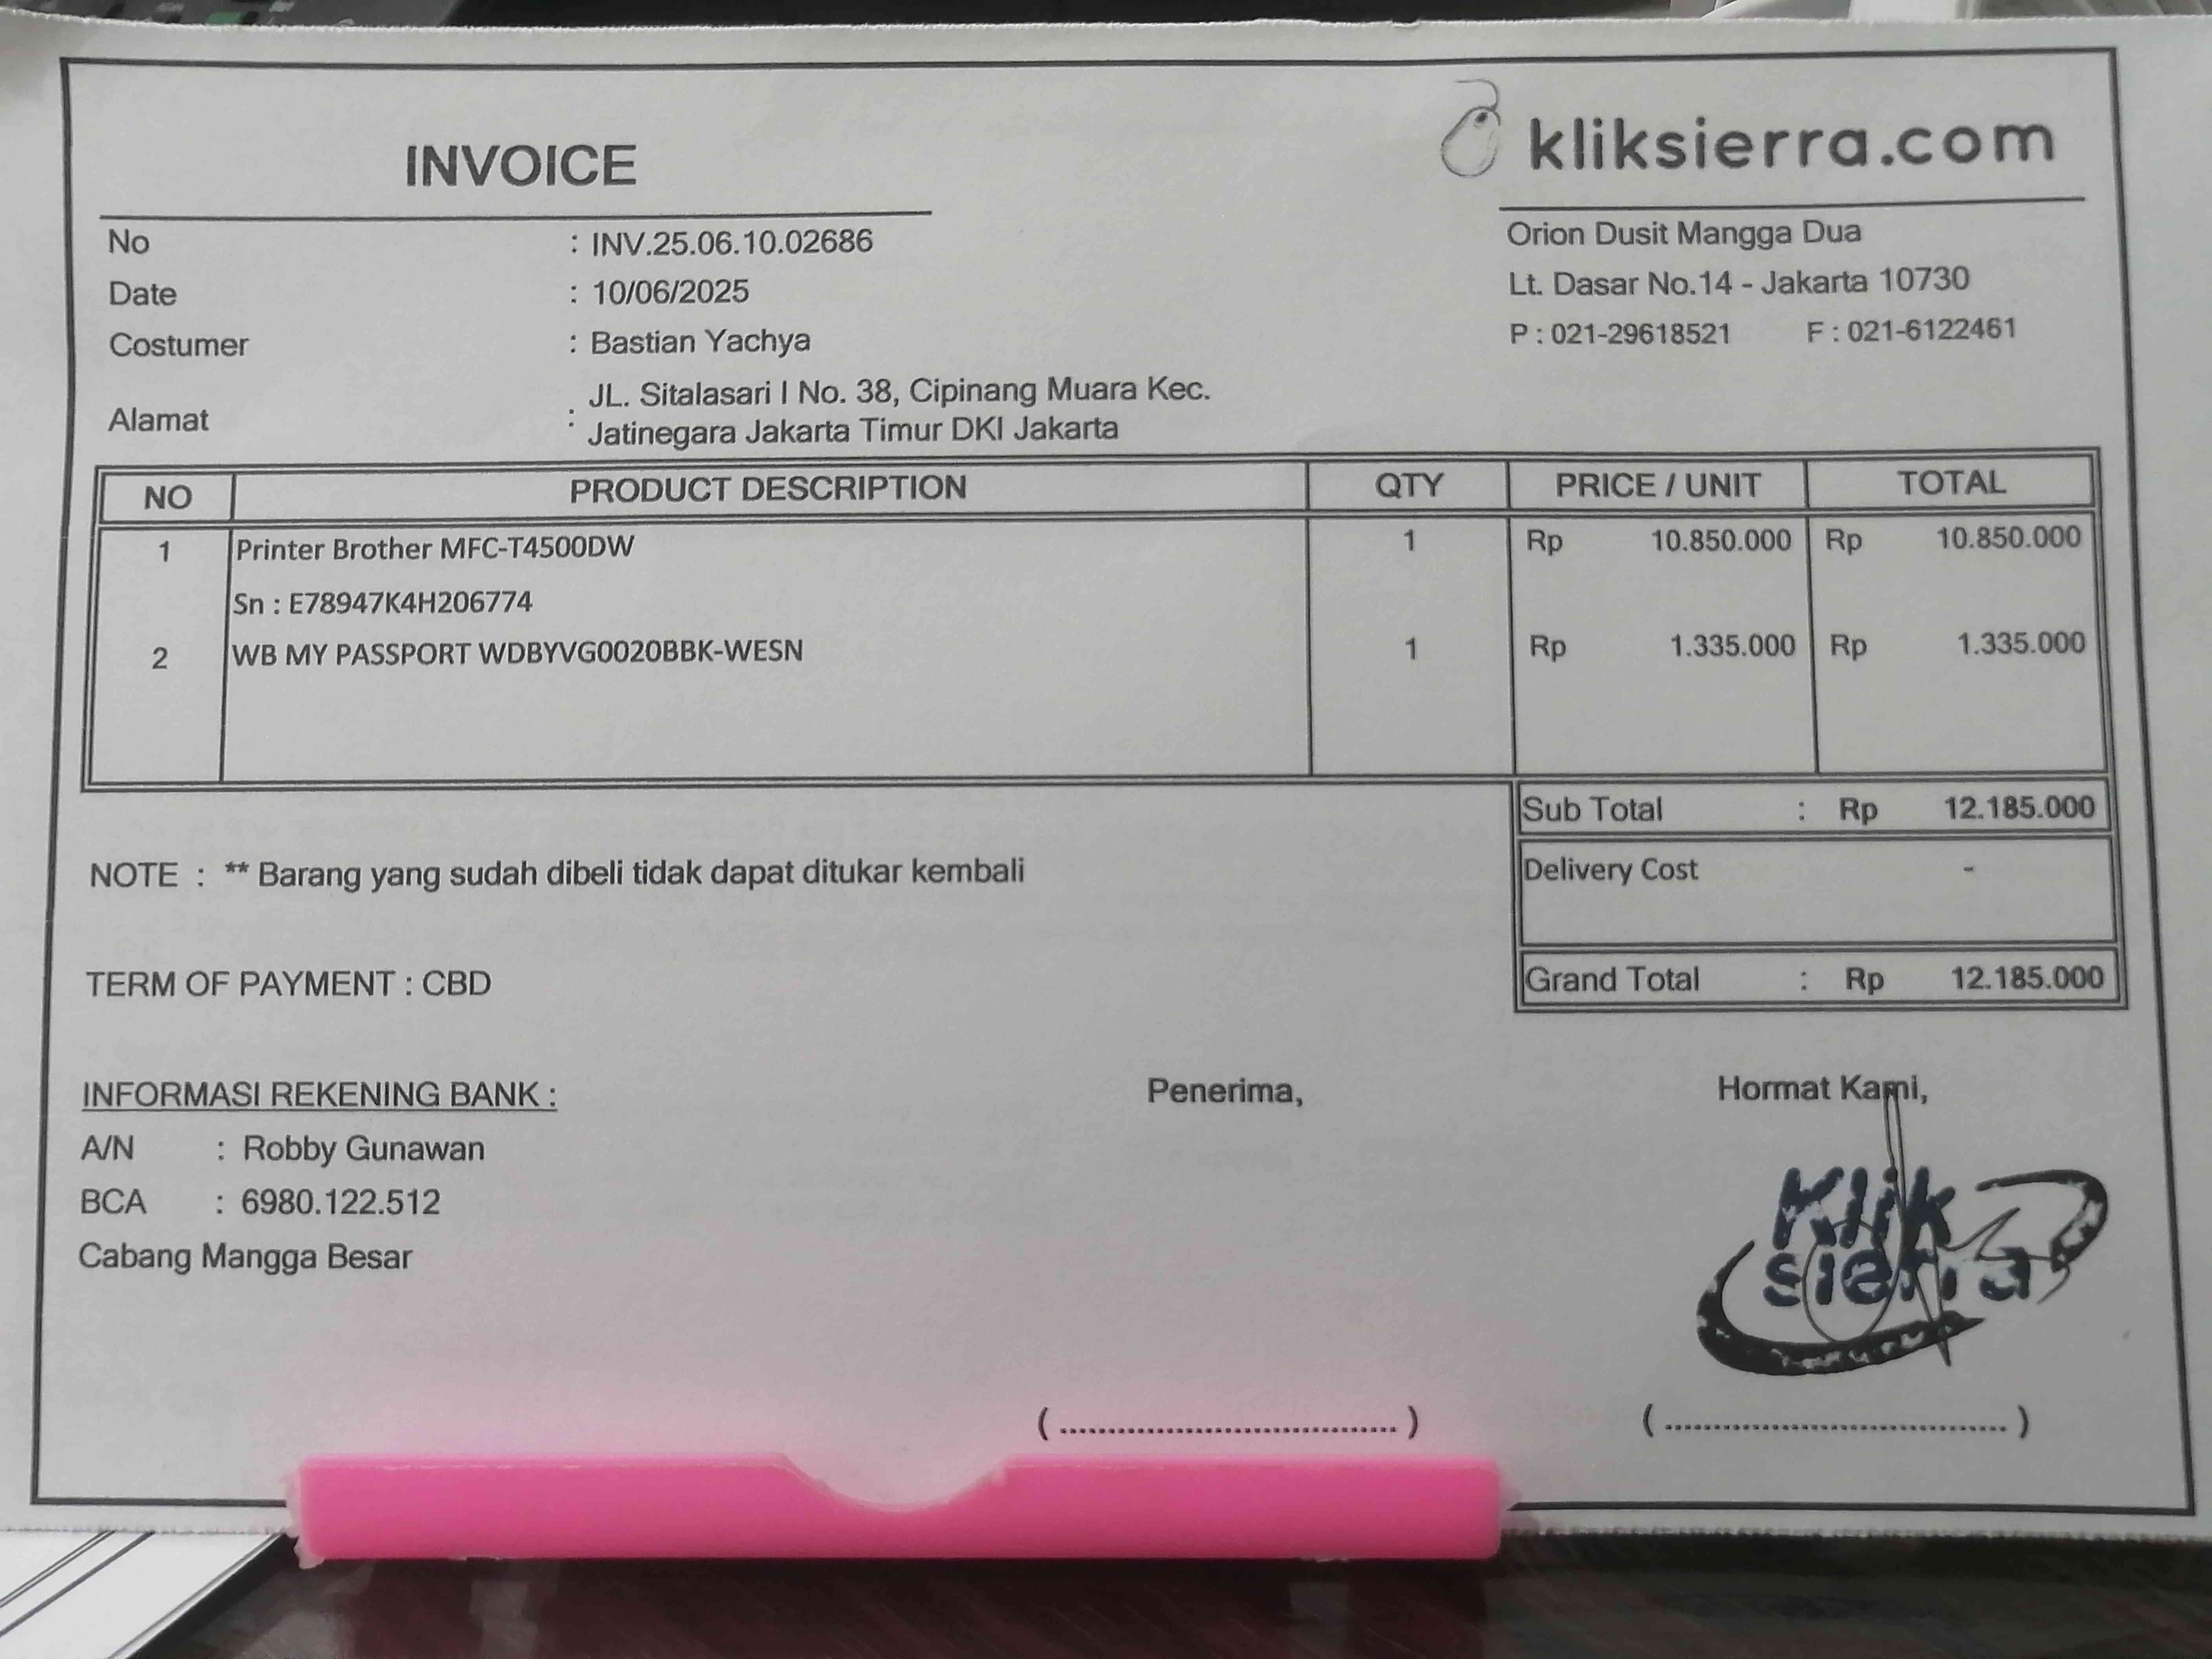 INVOICE
kliksierra.com
No : INV.25.06.10.02686
Date : 10/06/2025
Costumer : Bastian Yachya
Alamat : JL. Sitalasari I No. 38, Cipinang Muara Kec.
Jatinegara Jakarta Timur DKI Jakarta
Orion Dusit Mangga Dua
Lt. Dasar No.14 - Jakarta 10730
P : 021-29618521 F : 021-6122461
NO PRODUCT DESCRIPTION QTY PRICE / UNIT TOTAL
1 Printer Brother MFC-T4500DW 1 Rp 10.850.000 Rp 10.850.000
Sn : E78947K4H206774
2 WB MY PASSPORT WDBYVG0020BBK-WESN 1 Rp 1.335.000 Rp 1.335.000
Sub Total : Rp 12.185.000
NOTE : ** Barang yang sudah dibeli tidak dapat ditukar kembali
Delivery Cost -
TERM OF PAYMENT : CBD
Grand Total : Rp 12.185.000
INFORMASI REKENING BANK :
A/N : Robby Gunawan
BCA : 6980.122.512
Cabang Mangga Besar
Penerima,
( ........................................ )
Hormat Kami,
Klik
sierra
( ........................................ )